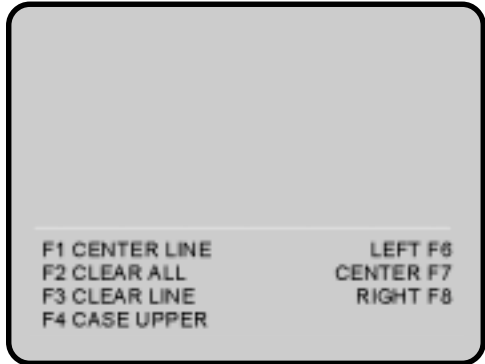 F1 CENTER LINE LEFT F6
F2 CLEAR ALL CENTER F7
F3 CLEAR LINE RIGHT F8
F4 CASE UPPER